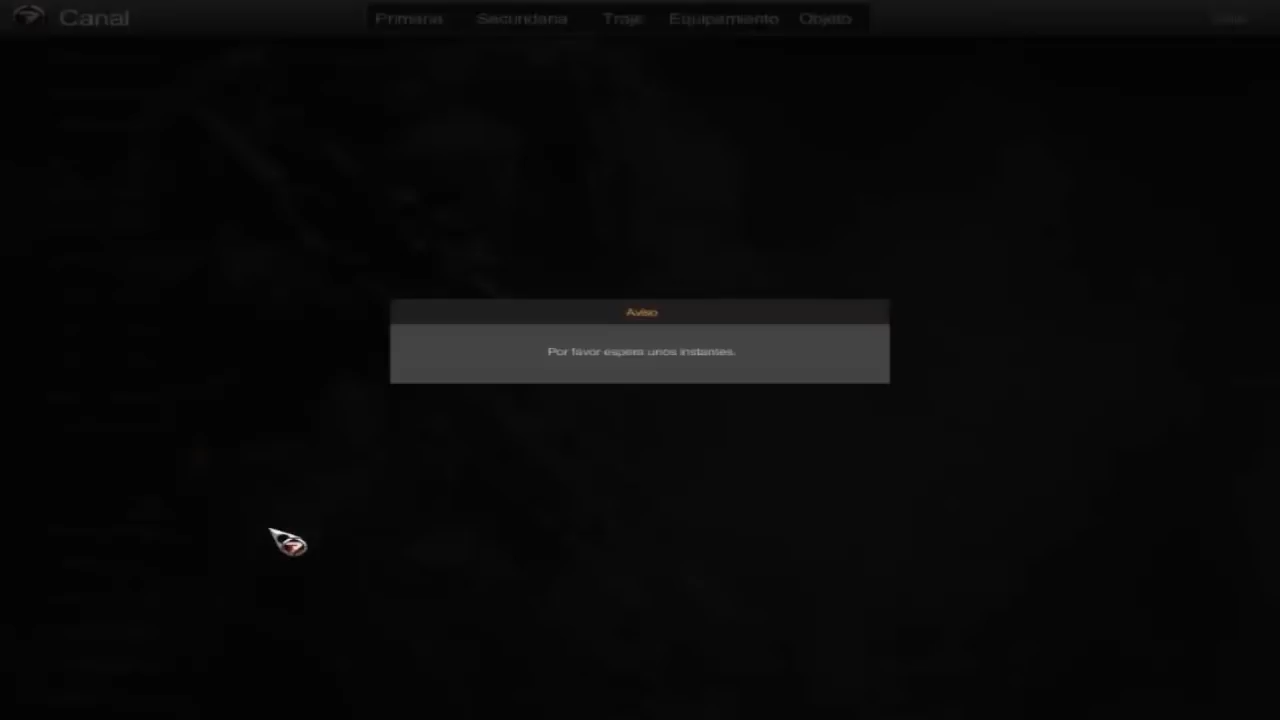 Canal
Primaria Secundaria Traje Equipamiento Objeto
Aviso
Por favor espera unos instantes.